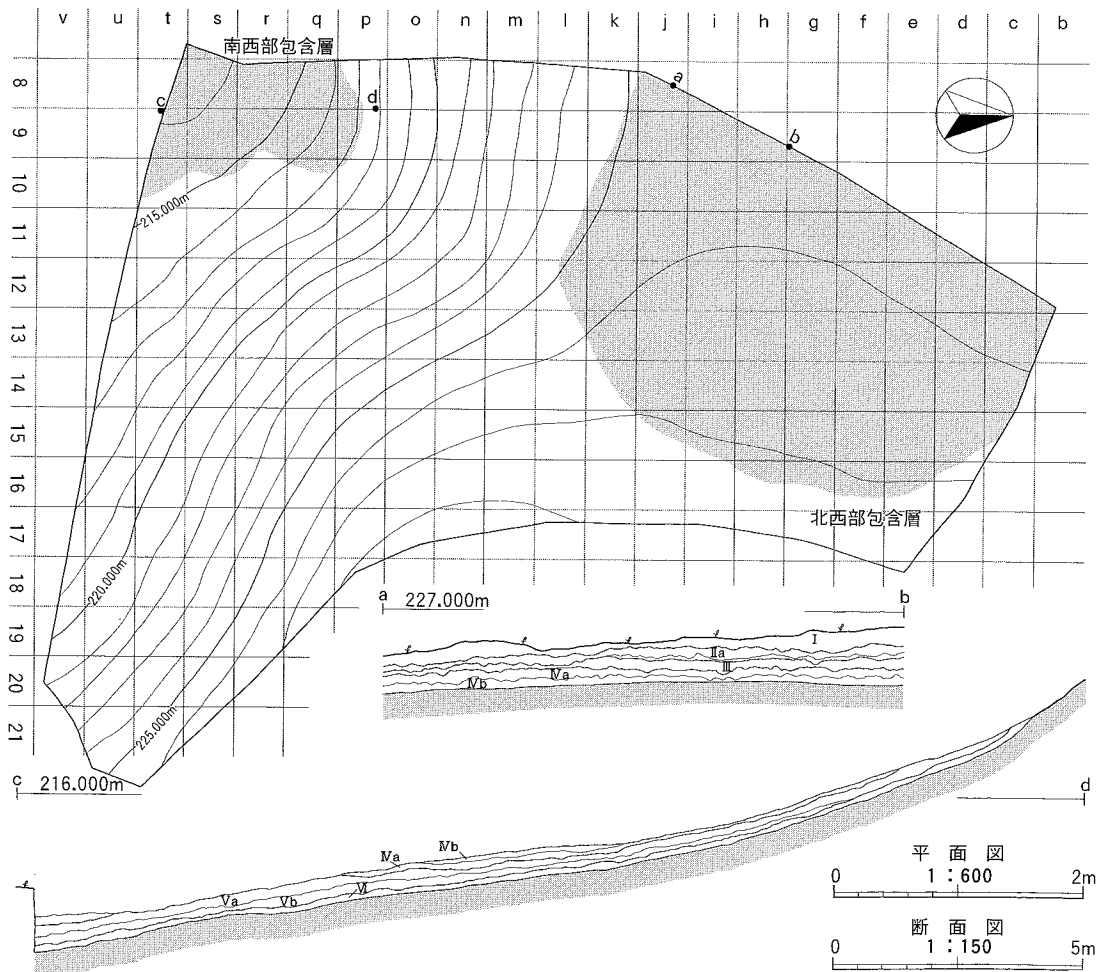 v u t s r q p o n m l k j i h g f e d c b
南西部包含層
8
9
10
11
12
13
14
15
16
17
18
19
20
21
a
b
c
d
215.000m
220.000m
225.000m
北西部包含層
a 227.000m b
I
Ⅱa
Ⅲ
Ⅳa
Ⅳb
c 216.000m d
Ⅳa
Ⅳb
Ⅴa
Ⅴb
Ⅵ
平面図
0 1:600 2m
断面図
0 1:150 5m